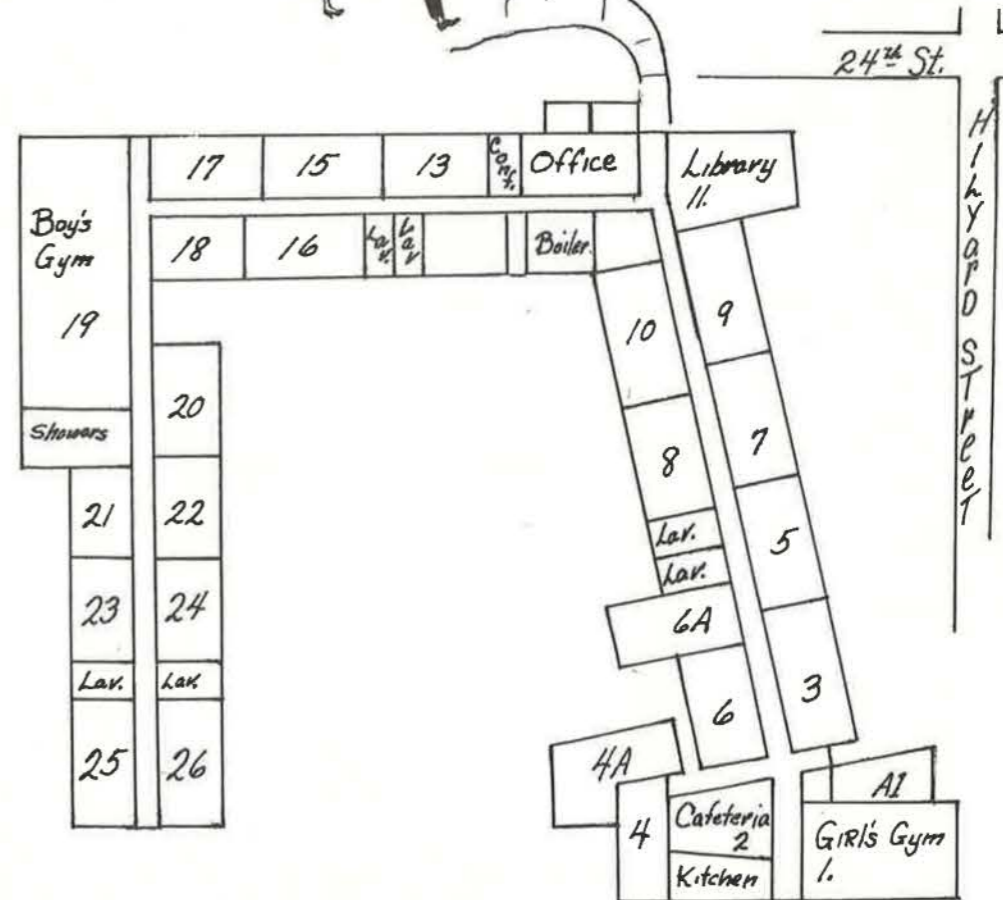 24th St.
HILYARD STreeT
17
15
13
Conf.
Office
Library
11.
Boy's
Gym
19
18
16
Lav.
Lav
Boiler
9
10
20
Showers
7
8
21
22
5
Lav.
Lav.
23
24
6A
Lav.
Lav.
3
6
25
26
4A
A1
4
Cafeteria
2
GIRl's Gym
1.
Kitchen